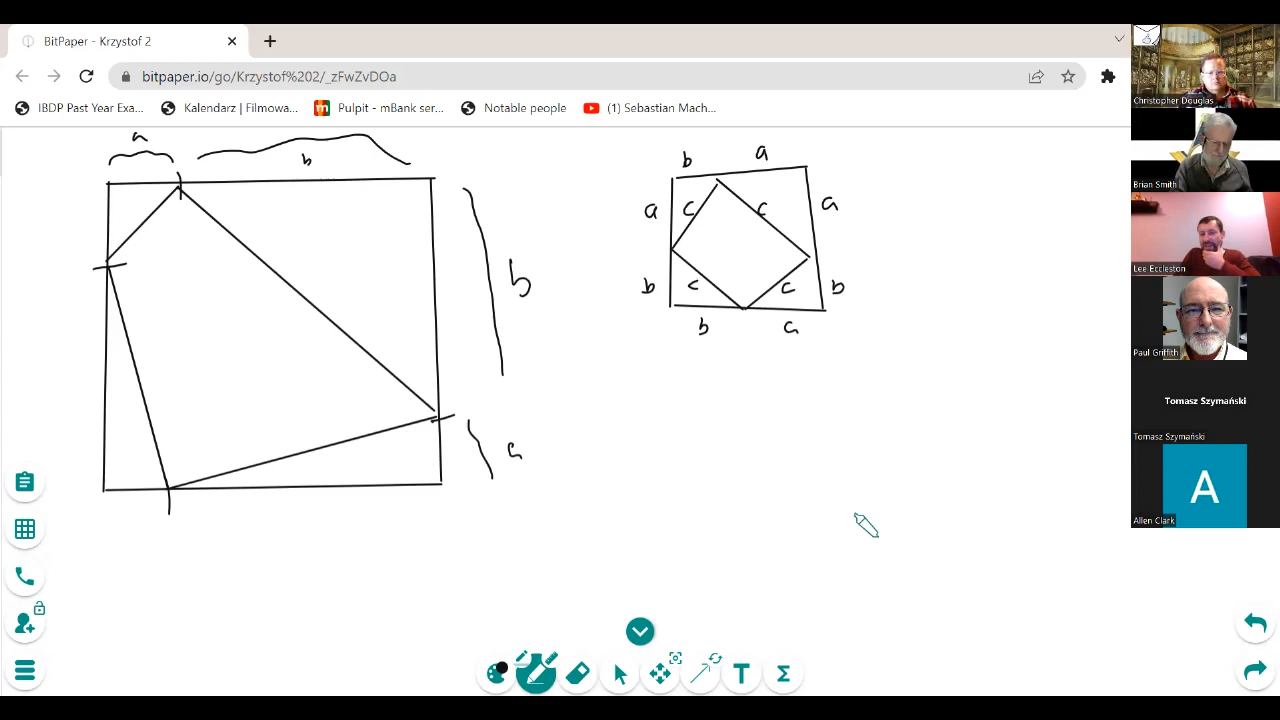 BitPaper - Krzystof 2
bitpaper.io/go/Krzystof%202/_zFwZvDOa
IBDP Past Year Exa...
Kalendarz | Filmowa...
Pulpit - mBank ser...
Notable people
(1) Sebastian Mach...
a
b
b
a
b
a
a
c
c
a
b
c
c
b
b
a
Christopher Douglas
Brian Smith
Lee Eccleston
Paul Griffith
Tomasz Szymański
Tomasz Szymański
A
Allen Clark
T
Σ